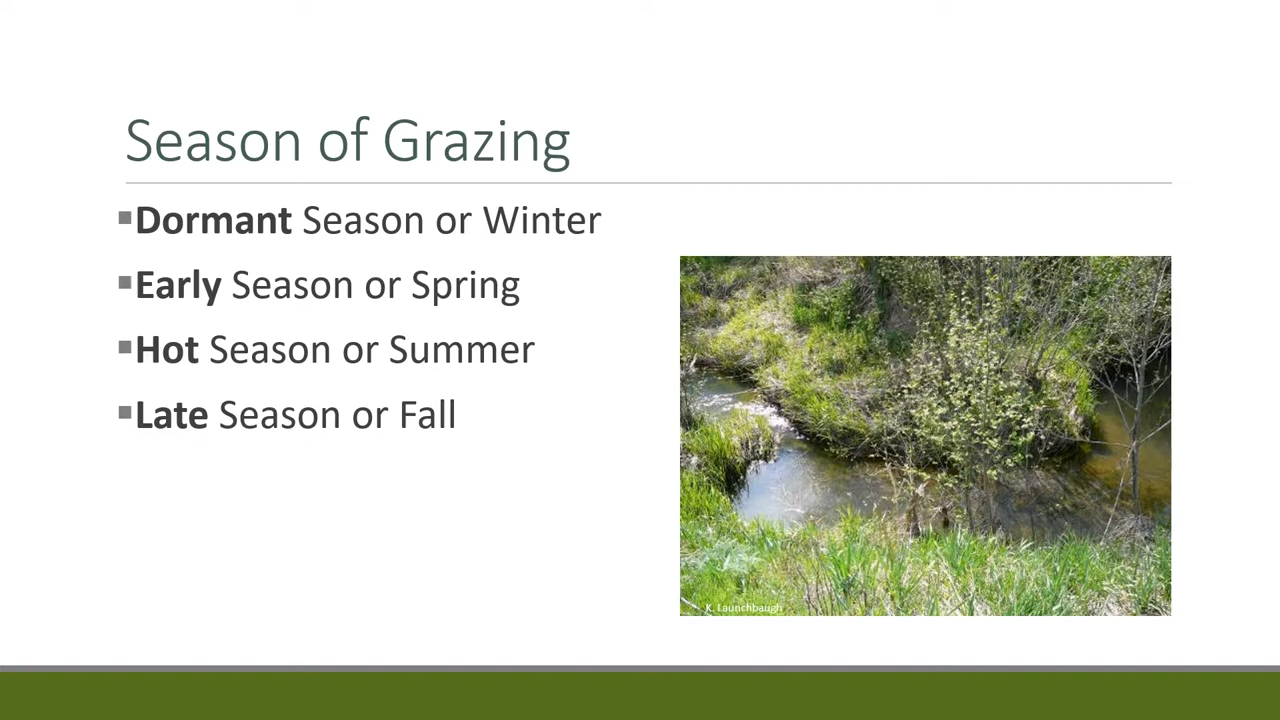 Season of Grazing
▪Dormant Season or Winter
▪Early Season or Spring
▪Hot Season or Summer
▪Late Season or Fall
K. Launchbaugh